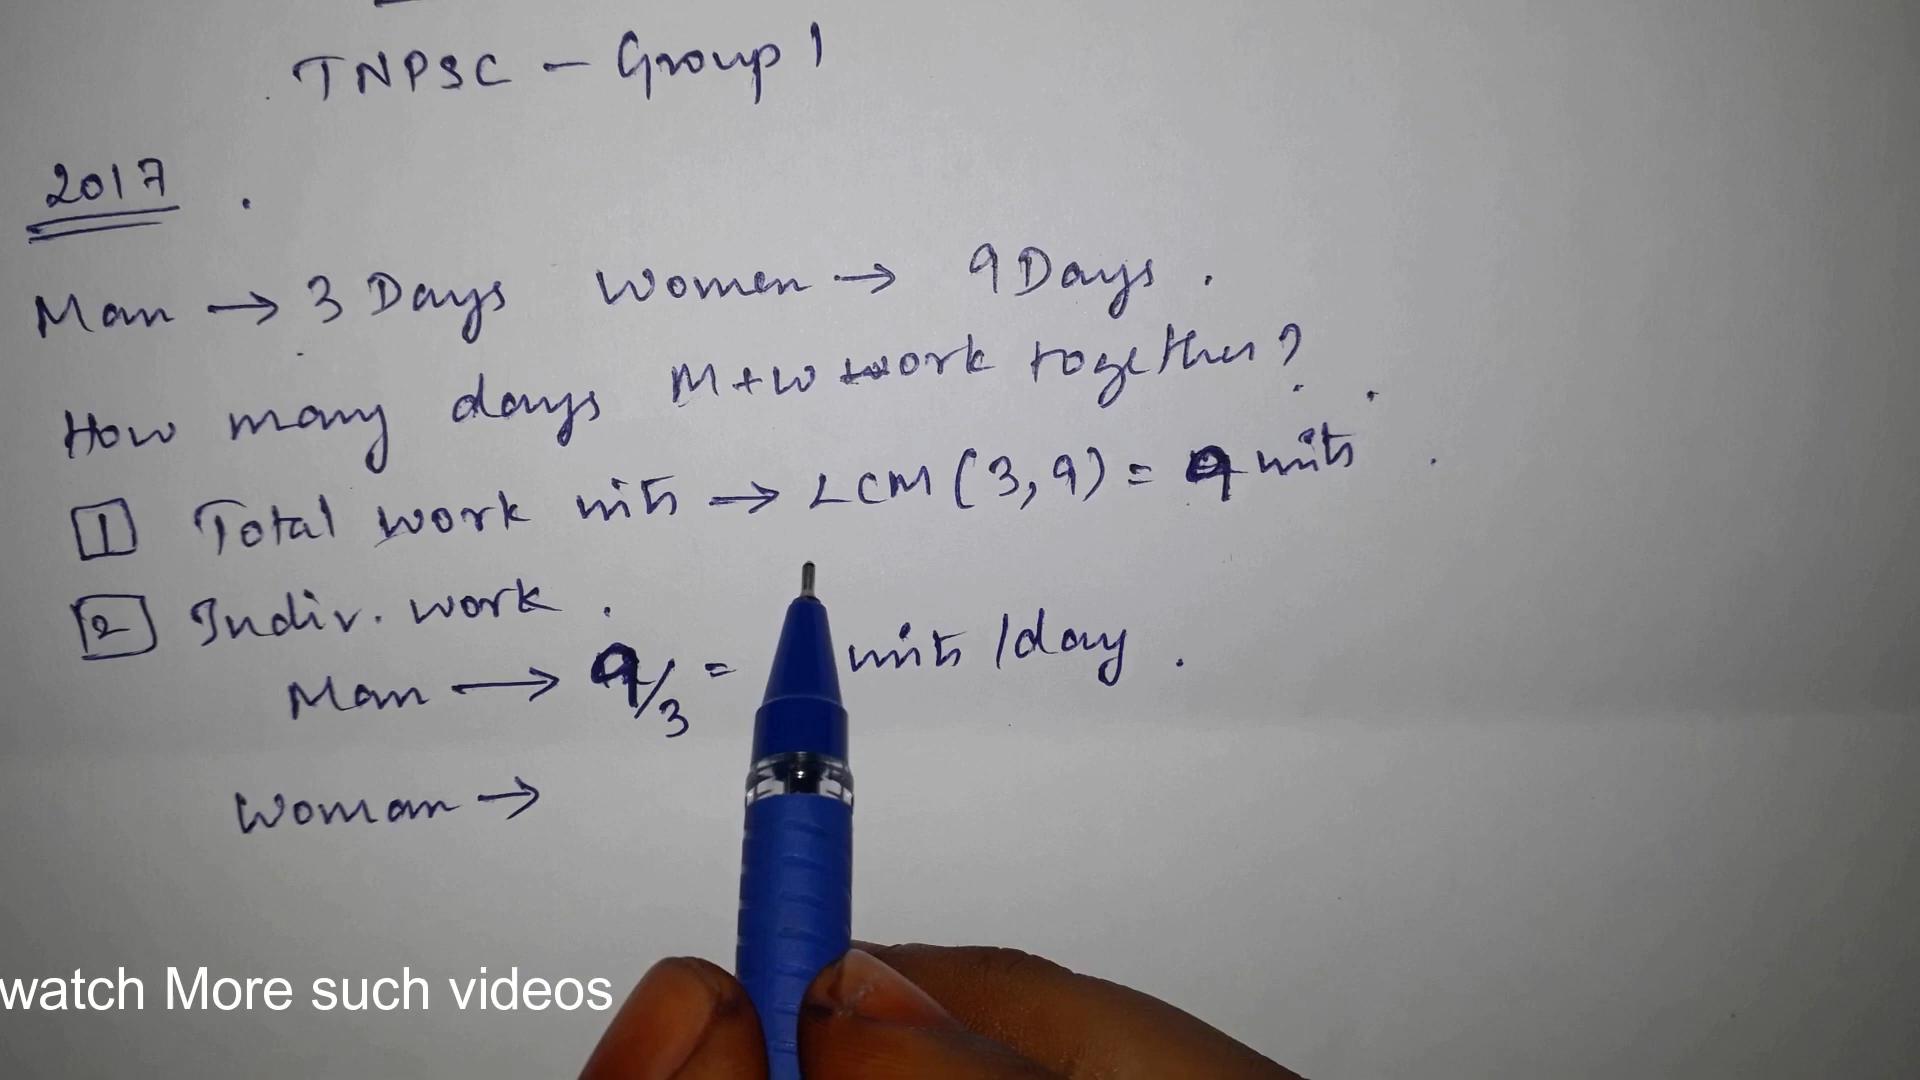 TNPSC - Group 1
2017
Man → 3 Days Women → 9 Days.
How many days M+W work together?
1 Total work units → LCM (3,9) = 9 units
2 Indiv. work.
Man → 9/3 = units /day.
Woman →
watch More such videos